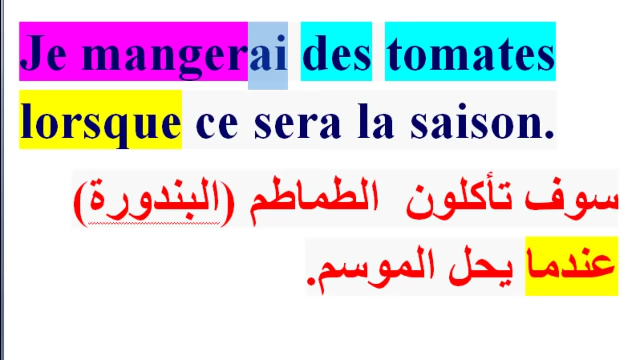 Je mangerai des tomates
lorsque ce sera la saison.
سوف تأكلون الطماطم (البندورة)
عندما يحل الموسم.